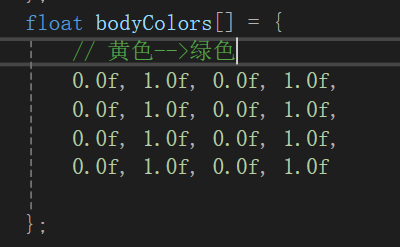 float bodyColors[] = {
// 黄色-->绿色
0.0f, 1.0f, 0.0f, 1.0f,
0.0f, 1.0f, 0.0f, 1.0f,
0.0f, 1.0f, 0.0f, 1.0f,
0.0f, 1.0f, 0.0f, 1.0f
};